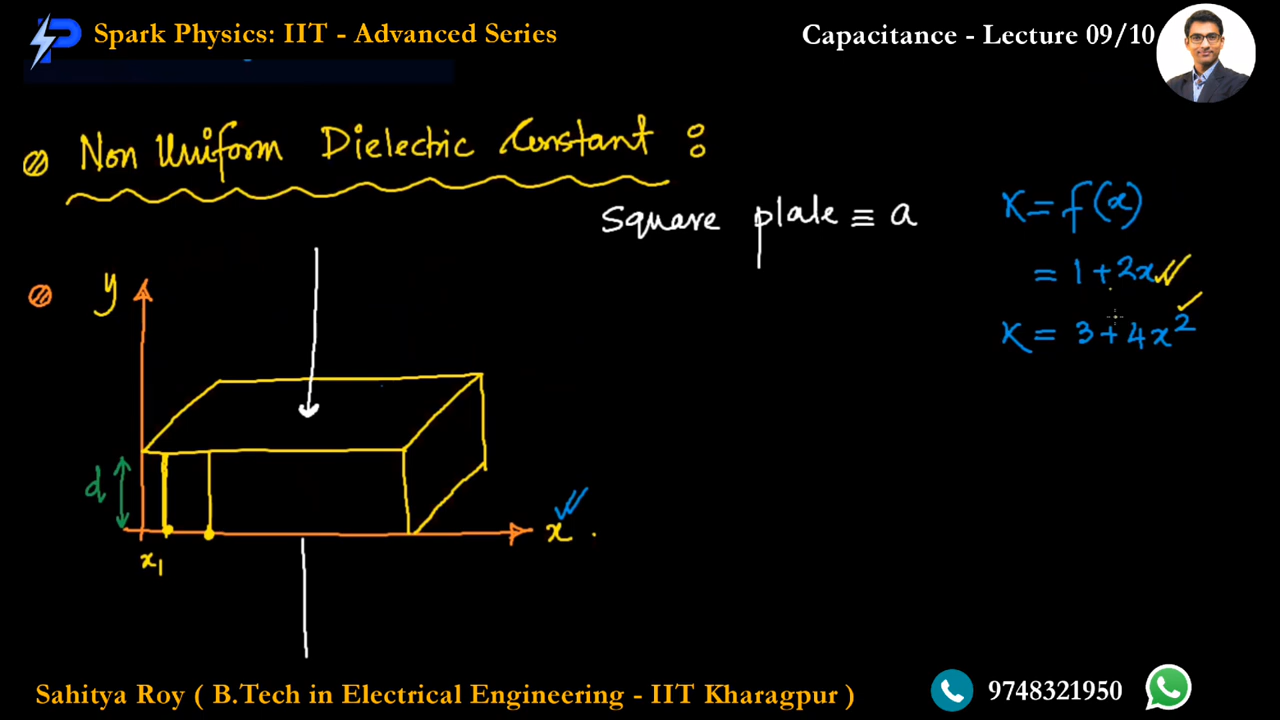 Spark Physics: IIT - Advanced Series
Capacitance - Lecture 09/10
Non Uniform Dielectric Constant :
square plate ≡ a
K = f(x)
= 1 + 2x
K = 3 + 4x²
y
d
x₁
x
Sahitya Roy ( B.Tech in Electrical Engineering - IIT Kharagpur )
9748321950